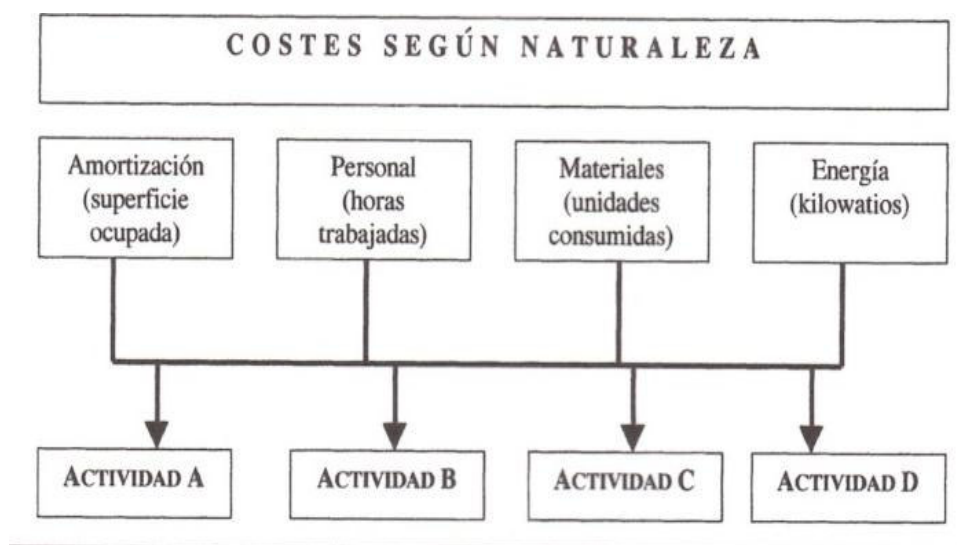 COSTES SEGÚN NATURALEZA
Amortización
(superficie
ocupada)
Personal
(horas
trabajadas)
Materiales
(unidades
consumidas)
Energía
(kilowatios)
ACTIVIDAD A
ACTIVIDAD B
ACTIVIDAD C
ACTIVIDAD D